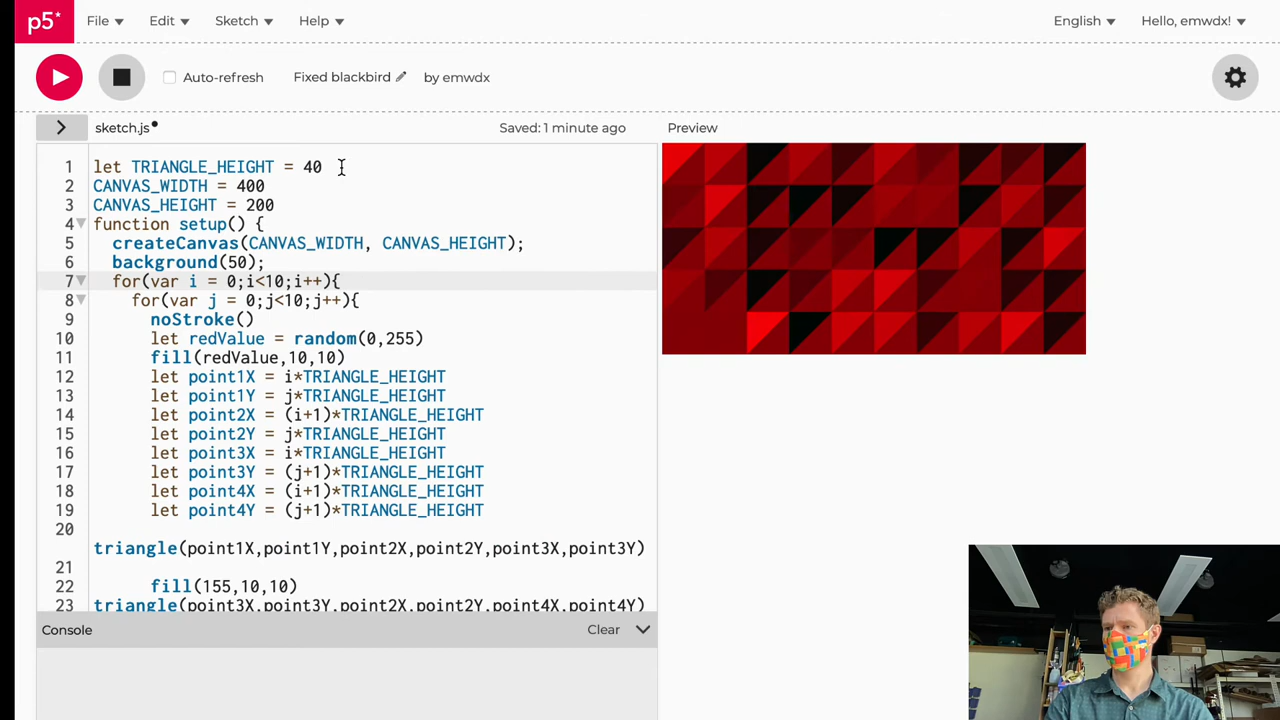 p5* File Edit Sketch Help English Hello, emwdx!
Auto-refresh Fixed blackbird by emwdx
sketch.js Saved: 1 minute ago Preview
1 let TRIANGLE_HEIGHT = 40
2 CANVAS_WIDTH = 400
3 CANVAS_HEIGHT = 200
4 function setup() {
5 createCanvas(CANVAS_WIDTH, CANVAS_HEIGHT);
6 background(50);
7 for(var i = 0;i<10;i++){
8 for(var j = 0;j<10;j++){
9 noStroke()
10 let redValue = random(0,255)
11 fill(redValue,10,10)
12 let point1X = i*TRIANGLE_HEIGHT
13 let point1Y = j*TRIANGLE_HEIGHT
14 let point2X = (i+1)*TRIANGLE_HEIGHT
15 let point2Y = j*TRIANGLE_HEIGHT
16 let point3X = i*TRIANGLE_HEIGHT
17 let point3Y = (j+1)*TRIANGLE_HEIGHT
18 let point4X = (i+1)*TRIANGLE_HEIGHT
19 let point4Y = (j+1)*TRIANGLE_HEIGHT
20
triangle(point1X,point1Y,point2X,point2Y,point3X,point3Y)
21
22 fill(155,10,10)
23 triangle(point3X,point3Y,point2X,point2Y,point4X,point4Y)
Console Clear